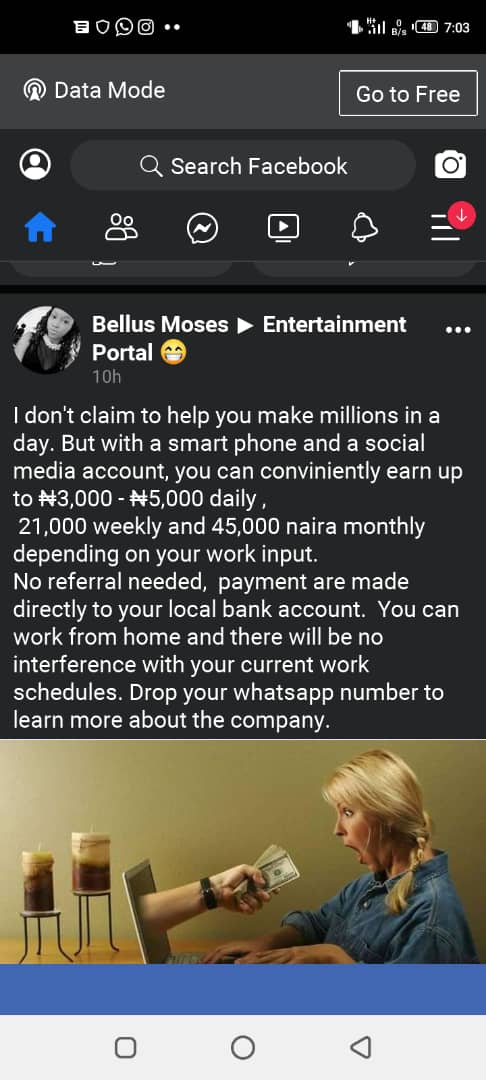 H+
0
B/s
48
7:03
Data Mode
Go to Free
Search Facebook
Bellus Moses ▶ Entertainment
Portal 😁
10h
I don't claim to help you make millions in a
day. But with a smart phone and a social
media account, you can conviniently earn up
to ₦3,000 - ₦5,000 daily ,
21,000 weekly and 45,000 naira monthly
depending on your work input.
No referral needed,  payment are made
directly to your local bank account.  You can
work from home and there will be no
interference with your current work
schedules. Drop your whatsapp number to
learn more about the company.